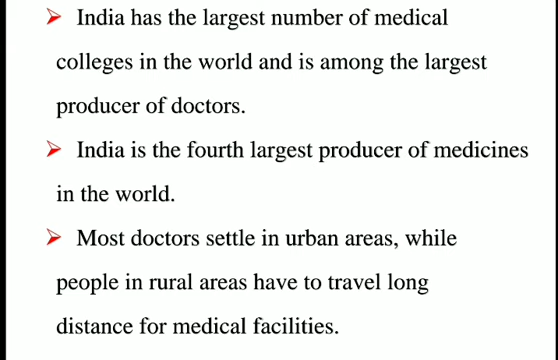 ➢ India has the largest number of medical
colleges in the world and is among the largest
producer of doctors.
➢ India is the fourth largest producer of medicines
in the world.
➢ Most doctors settle in urban areas, while
people in rural areas have to travel long
distance for medical facilities.